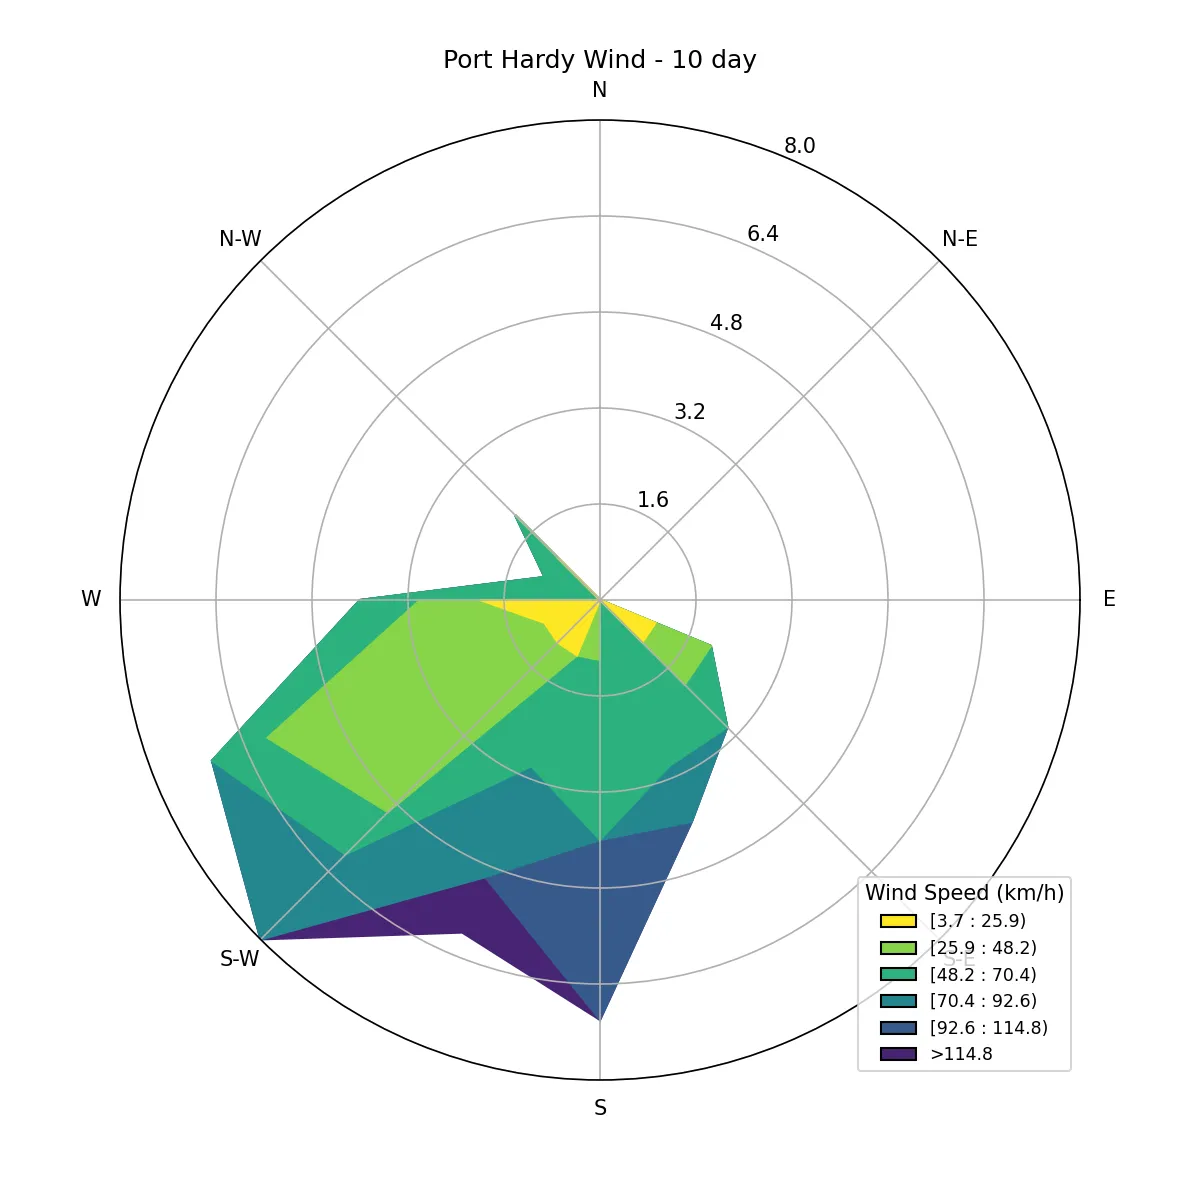 Port Hardy Wind - 10 day
N
8.0
N-W
N-E
6.4
4.8
3.2
1.6
W
E
Wind Speed (km/h)
[3.7 : 25.9)
[25.9 : 48.2)
S-W
S-E
[48.2 : 70.4)
[70.4 : 92.6)
[92.6 : 114.8)
>114.8
S